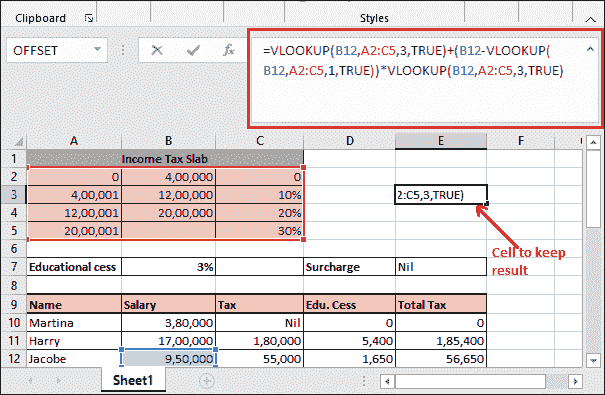 Clipboard Styles
OFFSET fx =VLOOKUP(B12,A2:C5,3,TRUE)+(B12-VLOOKUP(
B12,A2:C5,1,TRUE))*VLOOKUP(B12,A2:C5,3,TRUE)
A B C D E F
1 Income Tax Slab
2 0 4,00,000 0
3 4,00,001 12,00,000 10% 2:C5,3,TRUE)
4 12,00,001 20,00,000 20%
5 20,00,001 30%
Cell to keep
result
6
7 Educational cess 3% Surcharge Nil
8
9 Name Salary Tax Edu. Cess Total Tax
10 Martina 3,80,000 Nil 0 0
11 Harry 17,00,000 1,80,000 5,400 1,85,400
12 Jacobe 9,50,000 55,000 1,650 56,650
Sheet1